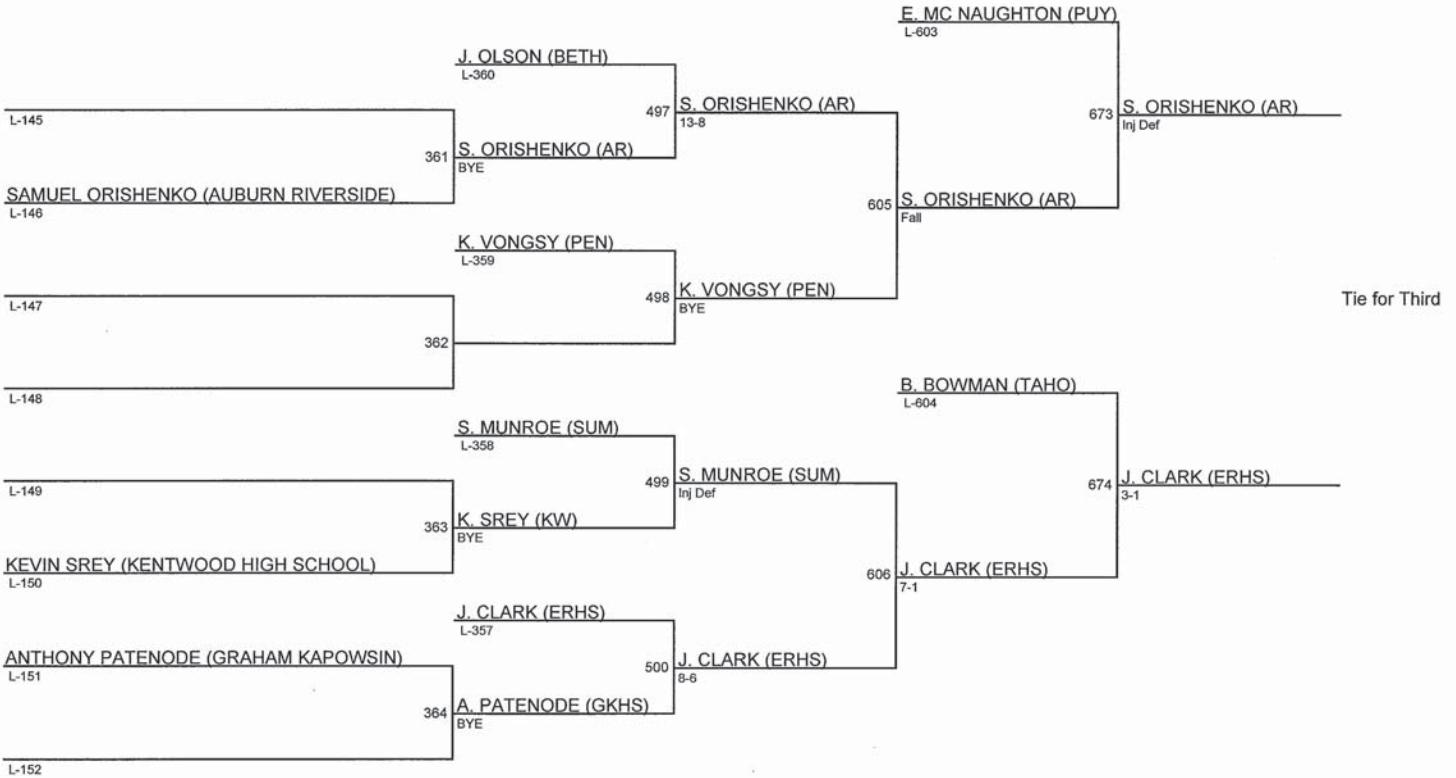 E. MC NAUGHTON (PUY)
L-603
J. OLSON (BETH)
L-360
L-145
497
S. ORISHENKO (AR)
13-8
673
S. ORISHENKO (AR)
Inj Def
361
S. ORISHENKO (AR)
BYE
SAMUEL ORISHENKO (AUBURN RIVERSIDE)
L-146
605
S. ORISHENKO (AR)
Fall
K. VONGSY (PEN)
L-359
L-147
498
K. VONGSY (PEN)
BYE
Tie for Third
362
L-148
B. BOWMAN (TAHO)
L-604
S. MUNROE (SUM)
L-358
L-149
499
S. MUNROE (SUM)
Inj Def
674
J. CLARK (ERHS)
3-1
363
K. SREY (KW)
BYE
KEVIN SREY (KENTWOOD HIGH SCHOOL)
L-150
606
J. CLARK (ERHS)
7-1
J. CLARK (ERHS)
L-357
ANTHONY PATENODE (GRAHAM KAPOWSIN)
L-151
500
J. CLARK (ERHS)
8-6
364
A. PATENODE (GKHS)
BYE
L-152